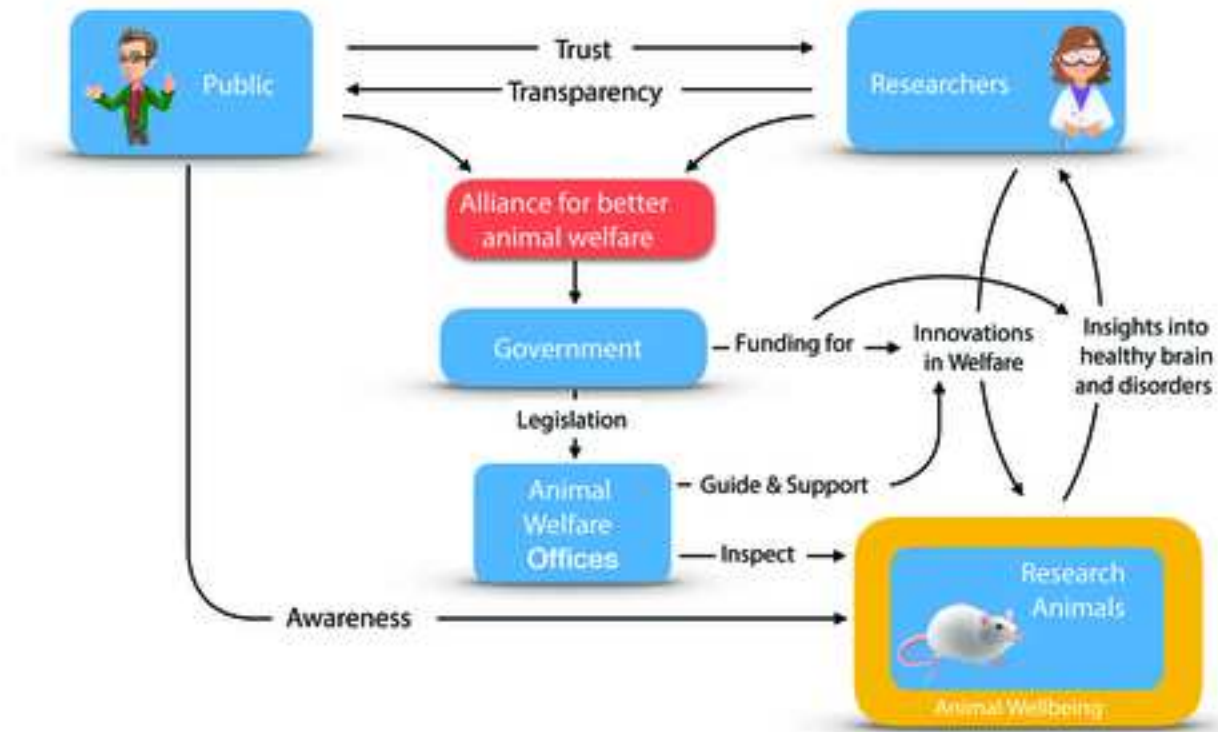 Public
Trust
Transparency
Researchers
Alliance for better
animal welfare
Government
Funding for
Innovations
in Welfare
Insights into
healthy brain
and disorders
Legislation
Animal
Welfare
Offices
Guide & Support
Inspect
Awareness
Research
Animals
Animal Wellbeing